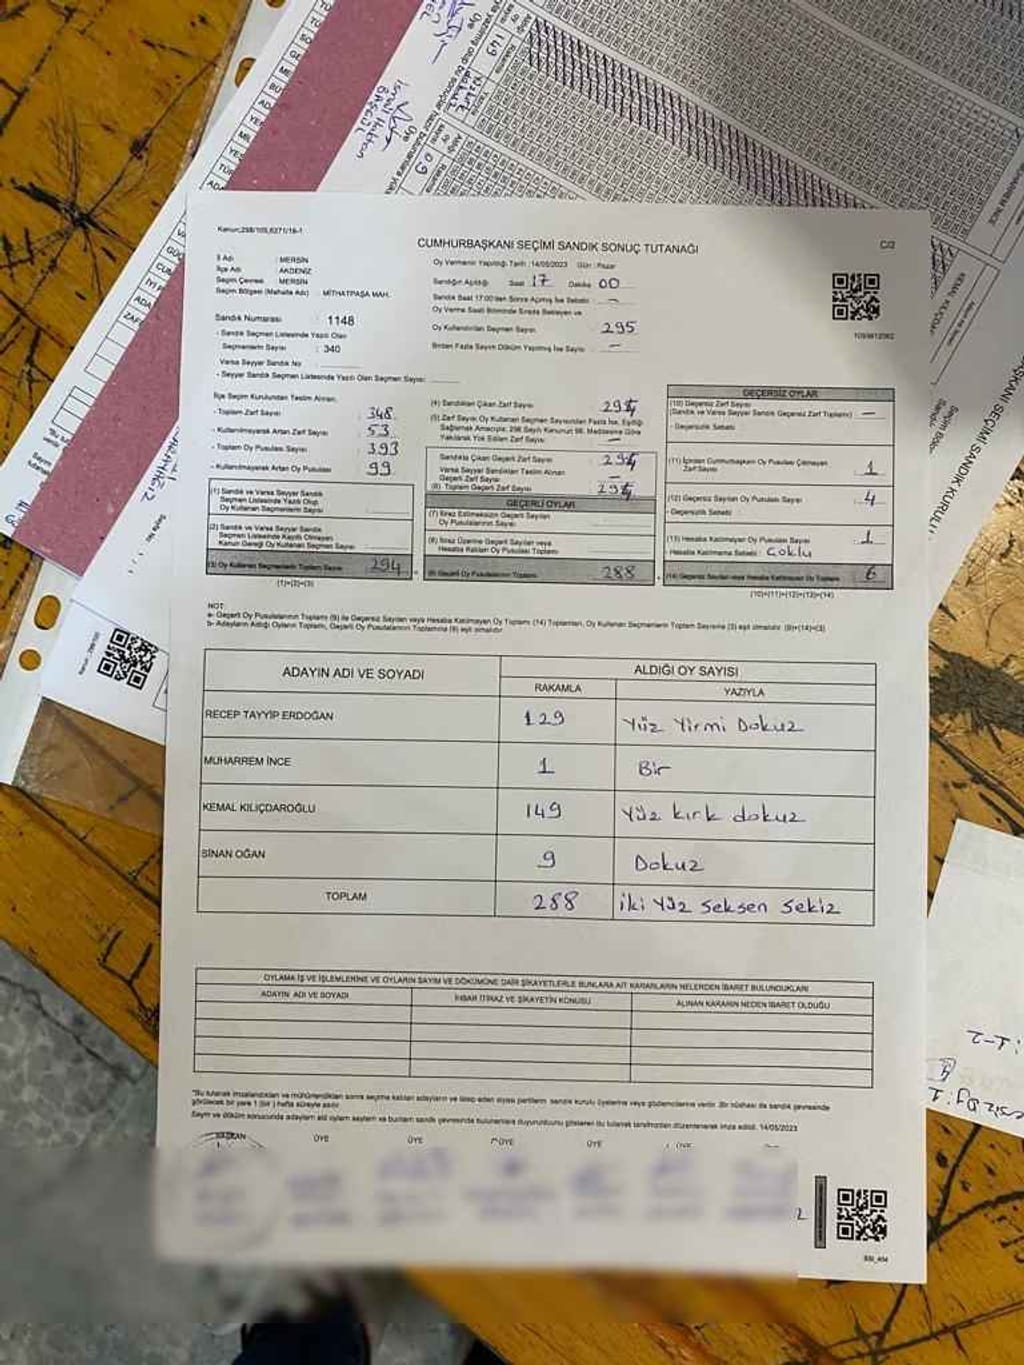 Kanun:298/105,6271/18-1
CUMHURBAŞKANI SEÇİMİ SANDIK SONUÇ TUTANAĞI
C/2
İl Adı : MERSİN
İlçe Adı : AKDENİZ
Seçim Çevresi : MERSİN
Seçim Bölgesi (Mahalle Adı) : MİTHATPAŞA MAH.
Sandık Numarası : 1148
- Sandık Seçmen Listesinde Yazılı Olan
Seçmenlerin Sayısı : 340
Varsa Seyyar Sandık No
- Seyyar Sandık Seçmen Listesinde Yazılı Olan Seçmen Sayısı:
Oy Vermenin Yapıldığı Tarih : 14/05/2023 Gün : Pazar
Sandığın Açıldığı Saat 17 Dakika 00
Sandık Saat 17:00'den Sonra Açılmış İse Sebebi : –
Oy Verme Saati Bitiminde Sırada Bekleyen ve
Oy Kullandırılan Seçmen Sayısı 295
Birden Fazla Sayım Döküm Yapılmış İse Sayısı –
İlçe Seçim Kurulundan Teslim Alınan
- Toplam Zarf Sayısı : 348
- Kullanılmayarak Artan Zarf Sayısı : 53
- Toplam Oy Pusulası Sayısı : 393
- Kullanılmayarak Artan Oy Pusulası 99
(1) Sandık ve Varsa Seyyar Sandık
Seçmen Listesinde Yazılı Olup
Oy Kullanan Seçmenlerin Sayısı
(2) Sandık ve Varsa Seyyar Sandık
Seçmen Listesinde Kayıtlı Olmayan
Kanun Gereği Oy Kullanan Seçmen Sayısı
(3) Oy Kullanan Seçmenlerin Toplam Sayısı 294
(1)+(2)=(3)
(4) Sandıktan Çıkan Zarf Sayısı 294
(5) Zarf Sayısı Oy Kullanan Seçmen Sayısından Fazla İse, Eşitliği
Sağlamak Amacıyla; 298 Sayılı Kanunun 98. Maddesine Göre
Yakılarak Yok Edilen Zarf Sayısı –
Sandıkta Çıkan Geçerli Zarf Sayısı 294
Varsa Seyyar Sandıktan Teslim Alınan
Geçerli Zarf Sayısı –
(6) Toplam Geçerli Zarf Sayısı 294
GEÇERLİ OYLAR
(7) İtiraz Edilmeksizin Geçerli Sayılan
Oy Pusulalarının Sayısı
(8) İtiraz Üzerine Geçerli Sayılan veya
Hesaba Katılan Oy Pusulası Toplamı
(9) Geçerli Oy Pusulalarının Toplamı 288
GEÇERSİZ OYLAR
(10) Geçersiz Zarf Sayısı
(Sandık ve Varsa Seyyar Sandık Geçersiz Zarf Toplamı) –
- Geçersizlik Sebebi
(11) İçinden Cumhurbaşkanı Oy Pusulası Çıkmayan
Zarf Sayısı 1
(12) Geçersiz Sayılan Oy Pusulası Sayısı 4
- Geçersizlik Sebebi
(13) Hesaba Katılmayan Oy Pusulası Sayısı 1
Hesaba Katılmama Sebebi : Çoklu
(14) Geçersiz Sayılan veya Hesaba Katılmayan Oy Toplamı 6
(10)+(11)+(12)+(13)=(14)
NOT:
a- Geçerli Oy Pusulalarının Toplamı (9) ile Geçersiz Sayılan veya Hesaba Katılmayan Oy Toplamı (14) Toplamları, Oy Kullanan Seçmenlerin Toplam Sayısına (3) eşit olmalıdır. (9)+(14)=(3)
b- Adayların Aldığı Oyların Toplamı, Geçerli Oy Pusulalarının Toplamına (9) eşit olmalıdır.
ADAYIN ADI VE SOYADI
ALDIĞI OY SAYISI
RAKAMLA YAZIYLA
RECEP TAYYİP ERDOĞAN 129 Yüz Yirmi Dokuz
MUHARREM İNCE 1 Bir
KEMAL KILIÇDAROĞLU 149 Yüz kırk dokuz
SİNAN OĞAN 9 Dokuz
TOPLAM 288 iki Yüz Seksen Sekiz
OYLAMA İŞ VE İŞLEMLERİNE VE OYLARIN SAYIM VE DÖKÜMÜNE DAİR ŞİKAYETLERLE BUNLARA AİT KARARLARIN NELERDEN İBARET BULUNDUKLARI
ADAYIN ADI VE SOYADI İHBAR İTİRAZ VE ŞİKAYETİN KONUSU ALINAN KARARIN NEDEN İBARET OLDUĞU
*Bu tutanak imzalandıktan ve mühürlendikten sonra seçime katılan adayların ve talep eden siyasi partilerin sandık kurulu üyelerine veya gözlemcilerine verilir. Bir nüshası da sandık çevresinde
görülecek bir yere 1 (bir) hafta süreyle asılır.
Sayım ve döküm sonucunda adayların aldığı oyların sayısını ve bunların sandık çevresinde bulunanlara duyurulduğunu gösteren bu tutanak tarafımızdan düzenlenerek imza edildi. 14/05/2023
BAŞKAN ÜYE ÜYE ÜYE ÜYE ÜYE